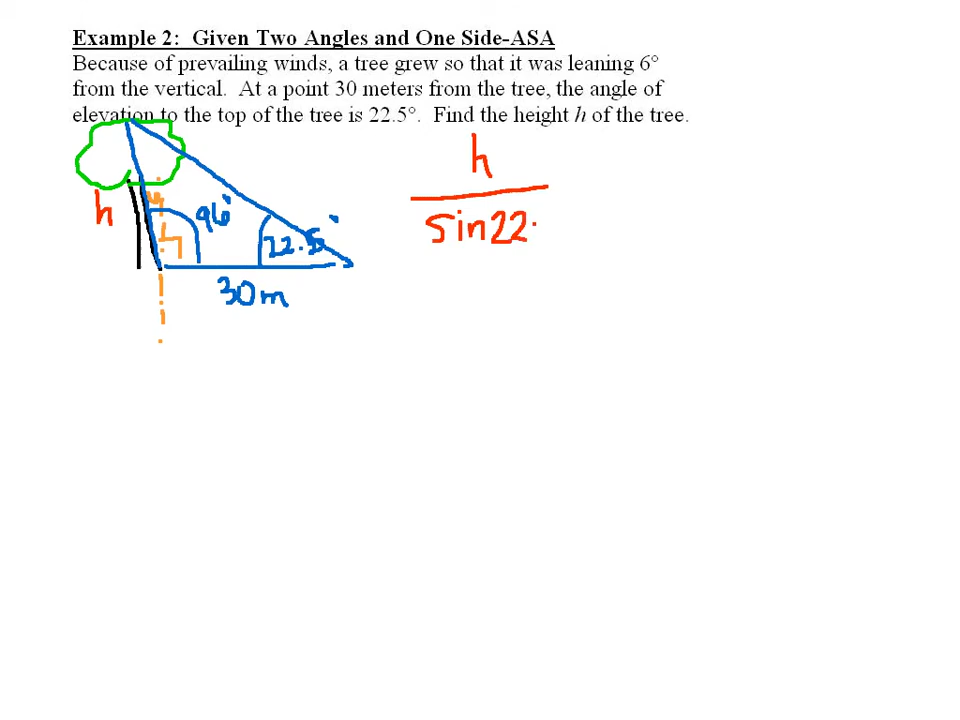 Example 2: Given Two Angles and One Side-ASA
Because of prevailing winds, a tree grew so that it was leaning 6°
from the vertical. At a point 30 meters from the tree, the angle of
elevation to the top of the tree is 22.5°. Find the height h of the tree.
h
sin22.
h
96°
22.5°
30m